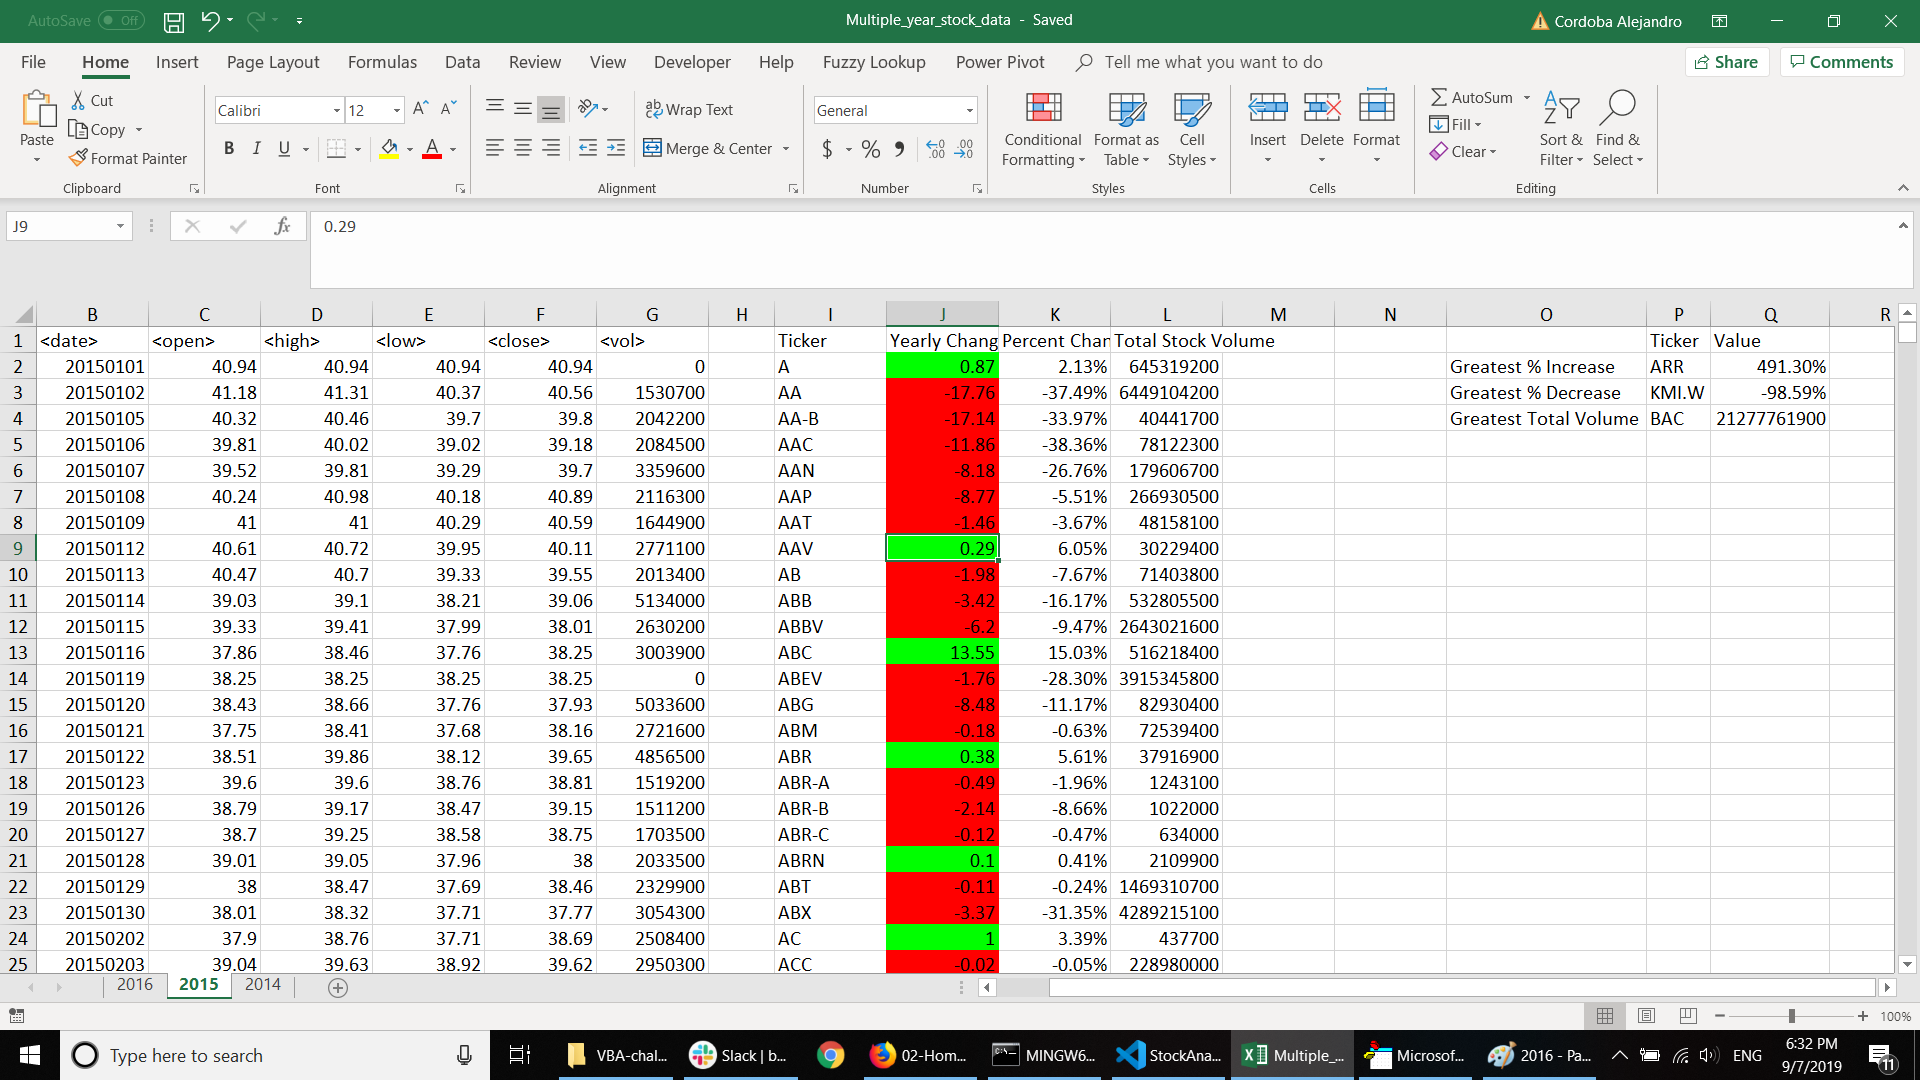 AutoSave Off Multiple_year_stock_data - Saved Cordoba Alejandro
File Home Insert Page Layout Formulas Data Review View Developer Help Fuzzy Lookup Power Pivot Tell me what you want to do Share Comments
Paste Cut Copy Format Painter Clipboard
Calibri 12 B I U Font
Wrap Text Merge & Center Alignment
General $ % Number
Conditional Formatting Format as Table Cell Styles Styles
Insert Delete Format Cells
AutoSum Fill Clear Sort & Filter Find & Select Editing
J9 fx 0.29
B C D E F G H I J K L M N O P Q R
1 <date> <open> <high> <low> <close> <vol> Ticker Yearly Chang Percent Char Total Stock Volume Ticker Value
2 20150101 40.94 40.94 40.94 40.94 0 A 0.87 2.13% 645319200 Greatest % Increase ARR 491.30%
3 20150102 41.18 41.31 40.37 40.56 1530700 AA -17.76 -37.49% 6449104200 Greatest % Decrease KMI.W -98.59%
4 20150105 40.32 40.46 39.7 39.8 2042200 AA-B -17.14 -33.97% 40441700 Greatest Total Volume BAC 21277761900
5 20150106 39.81 40.02 39.02 39.18 2084500 AAC -11.86 -38.36% 78122300
6 20150107 39.52 39.81 39.29 39.7 3359600 AAN -8.18 -26.76% 179606700
7 20150108 40.24 40.98 40.18 40.89 2116300 AAP -8.77 -5.51% 266930500
8 20150109 41 41 40.29 40.59 1644900 AAT -1.46 -3.67% 48158100
9 20150112 40.61 40.72 39.95 40.11 2771100 AAV 0.29 6.05% 30229400
10 20150113 40.47 40.7 39.33 39.55 2013400 AB -1.98 -7.67% 71403800
11 20150114 39.03 39.1 38.21 39.06 5134000 ABB -3.42 -16.17% 532805500
12 20150115 39.33 39.41 37.99 38.01 2630200 ABBV -6.2 -9.47% 2643021600
13 20150116 37.86 38.46 37.76 38.25 3003900 ABC 13.55 15.03% 516218400
14 20150119 38.25 38.25 38.25 38.25 0 ABEV -1.76 -28.30% 3915345800
15 20150120 38.43 38.66 37.76 37.93 5033600 ABG -8.48 -11.17% 82930400
16 20150121 37.75 38.41 37.68 38.16 2721600 ABM -0.18 -0.63% 72539400
17 20150122 38.51 39.86 38.12 39.65 4856500 ABR 0.38 5.61% 37916900
18 20150123 39.6 39.6 38.76 38.81 1519200 ABR-A -0.49 -1.96% 1243100
19 20150126 38.79 39.17 38.47 39.15 1511200 ABR-B -2.14 -8.66% 1022000
20 20150127 38.7 39.25 38.58 38.75 1703500 ABR-C -0.12 -0.47% 634000
21 20150128 39.01 39.05 37.96 38 2033500 ABRN 0.1 0.41% 2109900
22 20150129 38 38.47 37.69 38.46 2329900 ABT -0.11 -0.24% 1469310700
23 20150130 38.01 38.32 37.71 37.77 3054300 ABX -3.37 -31.35% 4289215100
24 20150202 37.9 38.76 37.71 38.69 2508400 AC 1 3.39% 437700
25 20150203 39.04 39.63 38.92 39.62 2950300 ACC -0.02 -0.05% 228980000
2016 2015 2014
100%
Type here to search VBA-chal... Slack | b... 02-Hom... MINGW6... StockAna... Multiple_... Microsof... 2016 - Pa... ENG 6:32 PM 9/7/2019 11